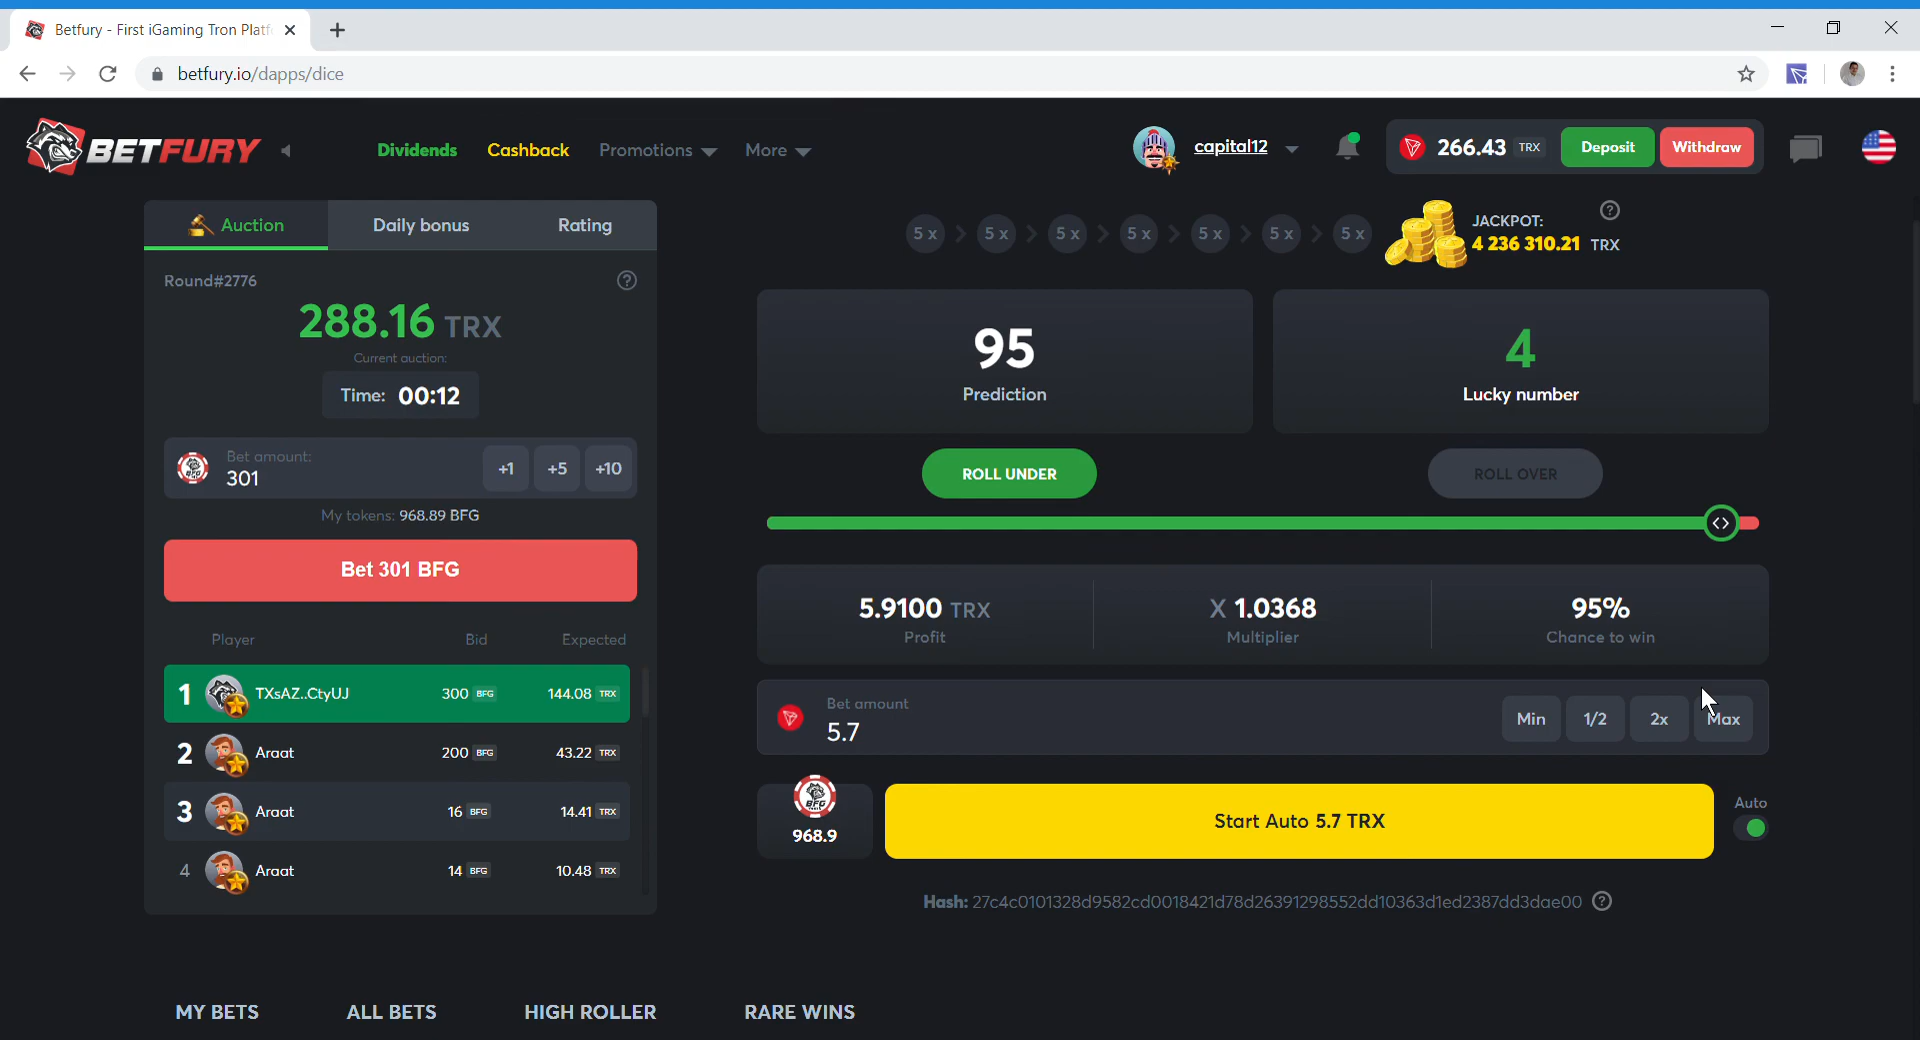 Betfury - First iGaming Tron Platf
betfury.io/dapps/dice
BETFURY
Dividends
Cashback
Promotions
More
capital12
266.43 TRX
Deposit
Withdraw
Auction
Daily bonus
Rating
Round#2776
?
288.16 TRX
Current auction:
Time: 00:12
Bet amount:
301
+1
+5
+10
My tokens: 968.89 BFG
Bet 301 BFG
Player Bid Expected
1 TXsAZ..CtyUJ 300 BFG 144.08 TRX
2 Araat 200 BFG 43.22 TRX
3 Araat 16 BFG 14.41 TRX
4 Araat 14 BFG 10.48 TRX
5 x 5 x 5 x 5 x 5 x 5 x 5 x
JACKPOT:
?
4 236 310.21 TRX
95
Prediction
4
Lucky number
ROLL UNDER
ROLL OVER
5.9100 TRX
Profit
X 1.0368
Multiplier
95%
Chance to win
Bet amount
5.7
Min
1/2
2x
Max
BFG
968.9
Start Auto 5.7 TRX
Auto
Hash: 27c4c0101328d9582cd0018421d78d26391298552dd10363d1ed2387dd3dae00 ?
MY BETS
ALL BETS
HIGH ROLLER
RARE WINS